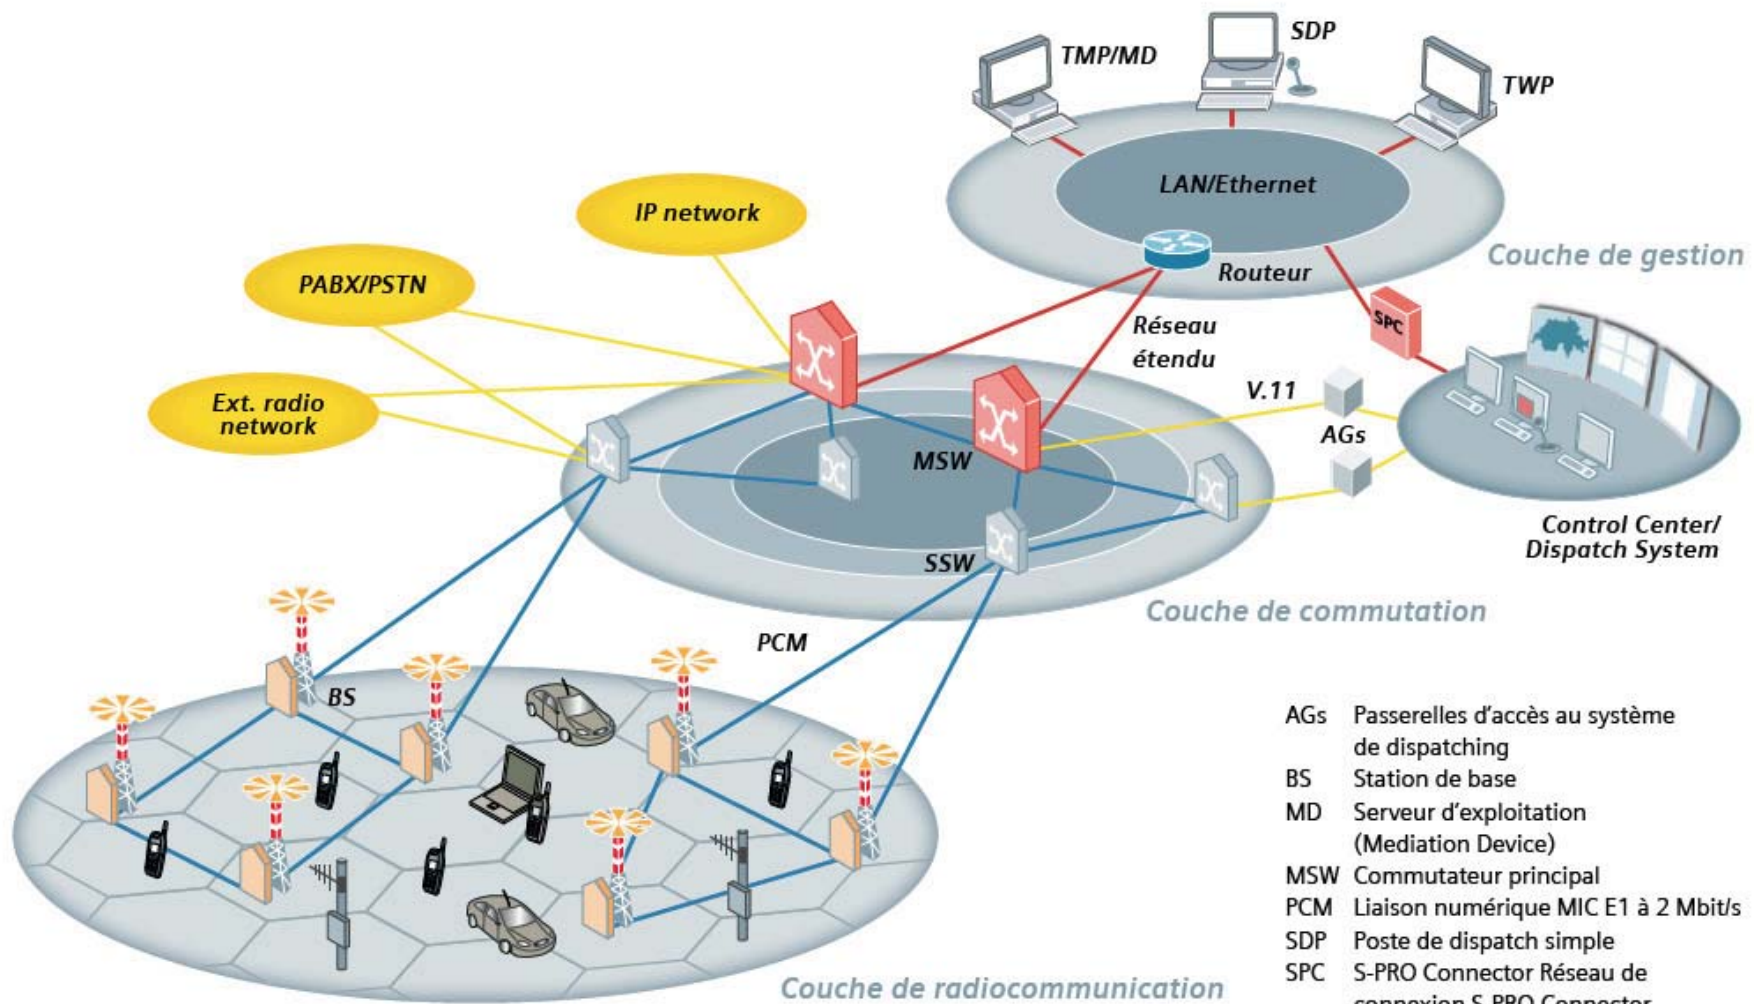 SDP
TMP/MD
TWP
LAN/Ethernet
IP network
Couche de gestion
PABX/PSTN
Routeur
SPC
Réseau
étendu
V.11
Ext. radio
network
AGs
MSW
Control Center/
Dispatch System
SSW
Couche de commutation
PCM
BS
AGs Passerelles d'accès au système
de dispatching
BS Station de base
MD Serveur d'exploitation
(Mediation Device)
MSW Commutateur principal
PCM Liaison numérique MIC E1 à 2 Mbit/s
SDP Poste de dispatch simple
SPC S-PRO Connector Réseau de
connexion S-PRO Connector
Couche de radiocommunication